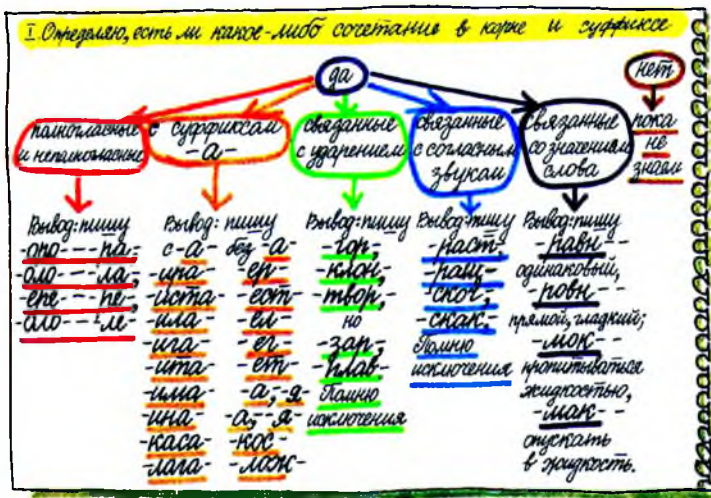 I. Определяю, есть ли какое-либо сочетание в корне и суффиксе
да
нет
полногласные
и неполногласные
с суффиксом
-а-
связанные
с ударением
связанные
с согласным
звуком
связанные
со значением
слова
пока
не
знаем
Вывод: пишу
-оро- -ра-,
-оло- -ла-,
-ере- -ре-,
-оло- -ле-
Вывод: пишу
с -а- без -а-
-ира- -ер-
-иста- -ест-
-ила- -ел-
-ига- -ег-
-ита- -ет-
-има- -а-, -я-
-ина- -а-, -я-
-каса- -кос-
-лага- -лож-
Вывод: пишу
-гор-,
-клон-,
-твор-,
но
-зар-,
-плав-
Помню
исключения
Вывод: пишу
-раст-,
-ращ-
-скоч-,
-скак-.
Помню
исключения
Вывод: пишу
-равн-
одинаковый,
-ровн-
прямой, гладкий;
-мок-
пропитываться
жидкостью,
-мак-
опускать
в жидкость.